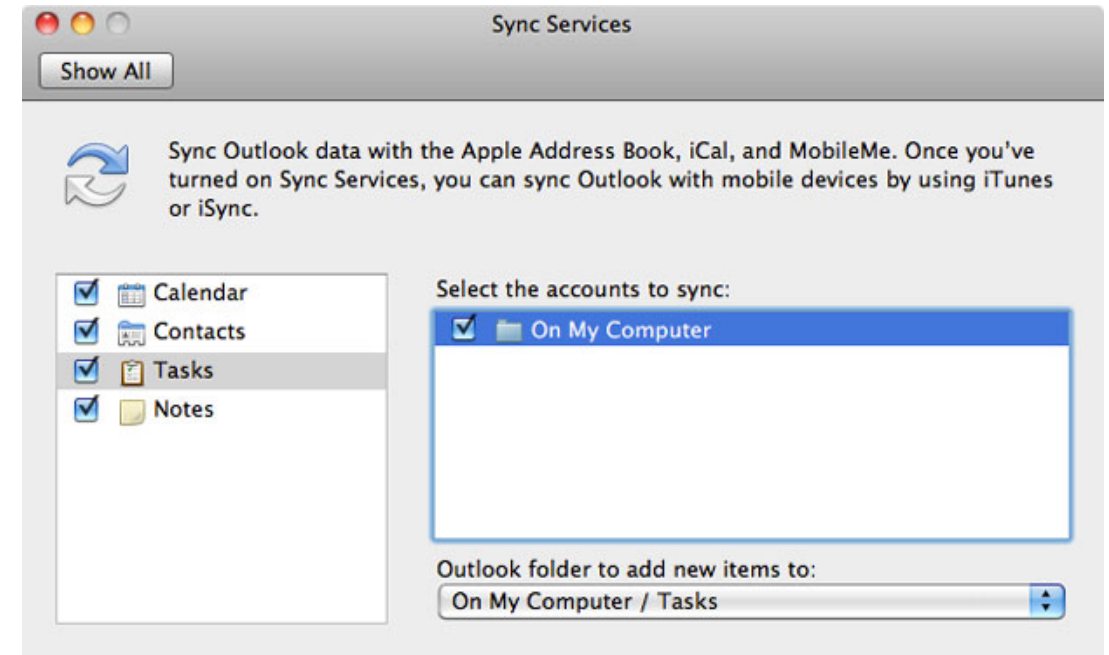 Sync Services
Show All
Sync Outlook data with the Apple Address Book, iCal, and MobileMe. Once you've
turned on Sync Services, you can sync Outlook with mobile devices by using iTunes
or iSync.
Calendar
Contacts
Tasks
Notes
Select the accounts to sync:
On My Computer
Outlook folder to add new items to:
On My Computer / Tasks